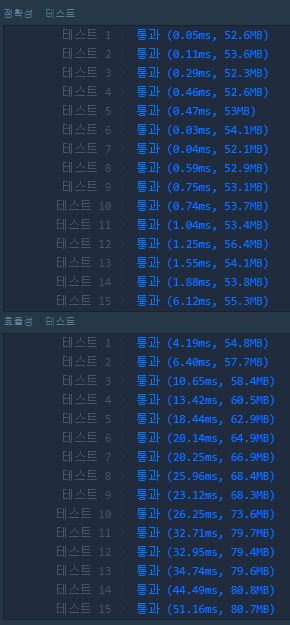 정확성 테스트
테스트 1 〉 통과 (0.05ms, 52.6MB)
테스트 2 〉 통과 (0.11ms, 53.6MB)
테스트 3 〉 통과 (0.29ms, 52.3MB)
테스트 4 〉 통과 (0.46ms, 52.6MB)
테스트 5 〉 통과 (0.47ms, 53MB)
테스트 6 〉 통과 (0.03ms, 54.1MB)
테스트 7 〉 통과 (0.04ms, 52.1MB)
테스트 8 〉 통과 (0.59ms, 52.9MB)
테스트 9 〉 통과 (0.75ms, 53.1MB)
테스트 10 〉 통과 (0.74ms, 53.7MB)
테스트 11 〉 통과 (1.04ms, 53.4MB)
테스트 12 〉 통과 (1.25ms, 56.4MB)
테스트 13 〉 통과 (1.55ms, 54.1MB)
테스트 14 〉 통과 (1.88ms, 53.8MB)
테스트 15 〉 통과 (6.12ms, 55.3MB)
효율성 테스트
테스트 1 〉 통과 (4.19ms, 54.8MB)
테스트 2 〉 통과 (6.40ms, 57.7MB)
테스트 3 〉 통과 (10.65ms, 58.4MB)
테스트 4 〉 통과 (13.42ms, 60.5MB)
테스트 5 〉 통과 (18.44ms, 62.9MB)
테스트 6 〉 통과 (20.14ms, 64.9MB)
테스트 7 〉 통과 (20.25ms, 66.9MB)
테스트 8 〉 통과 (25.96ms, 68.4MB)
테스트 9 〉 통과 (23.12ms, 68.3MB)
테스트 10 〉 통과 (26.25ms, 73.6MB)
테스트 11 〉 통과 (32.71ms, 79.7MB)
테스트 12 〉 통과 (32.95ms, 79.4MB)
테스트 13 〉 통과 (34.74ms, 79.6MB)
테스트 14 〉 통과 (44.49ms, 80.8MB)
테스트 15 〉 통과 (51.16ms, 80.7MB)